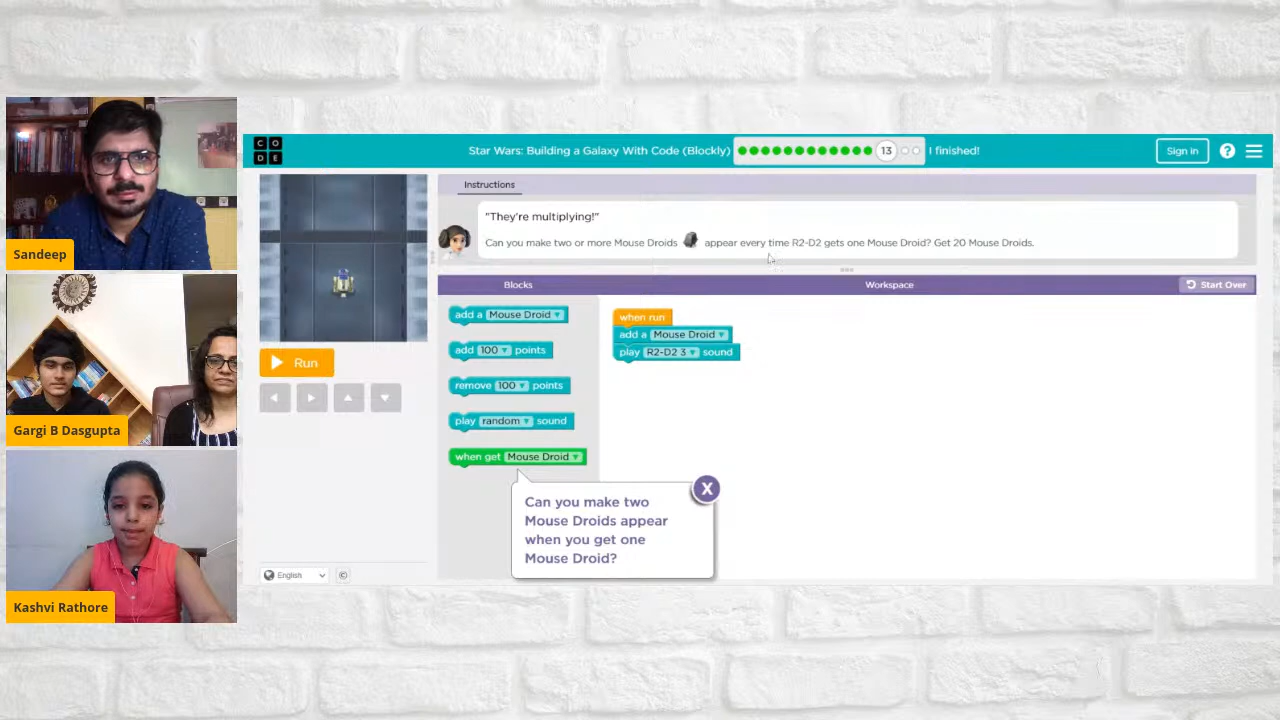 Sandeep
Gargi B Dasgupta
Kashvi Rathore
CO
DE
Star Wars: Building a Galaxy With Code (Blockly)
13
I finished!
Sign in
?
Instructions
"They're multiplying!"
Can you make two or more Mouse Droids appear every time R2-D2 gets one Mouse Droid? Get 20 Mouse Droids.
Blocks
Workspace
Start Over
Run
add a Mouse Droid
add 100 points
remove 100 points
play random sound
when get Mouse Droid
when run
add a Mouse Droid
play R2-D2 3 sound
X
Can you make two
Mouse Droids appear
when you get one
Mouse Droid?
English
©